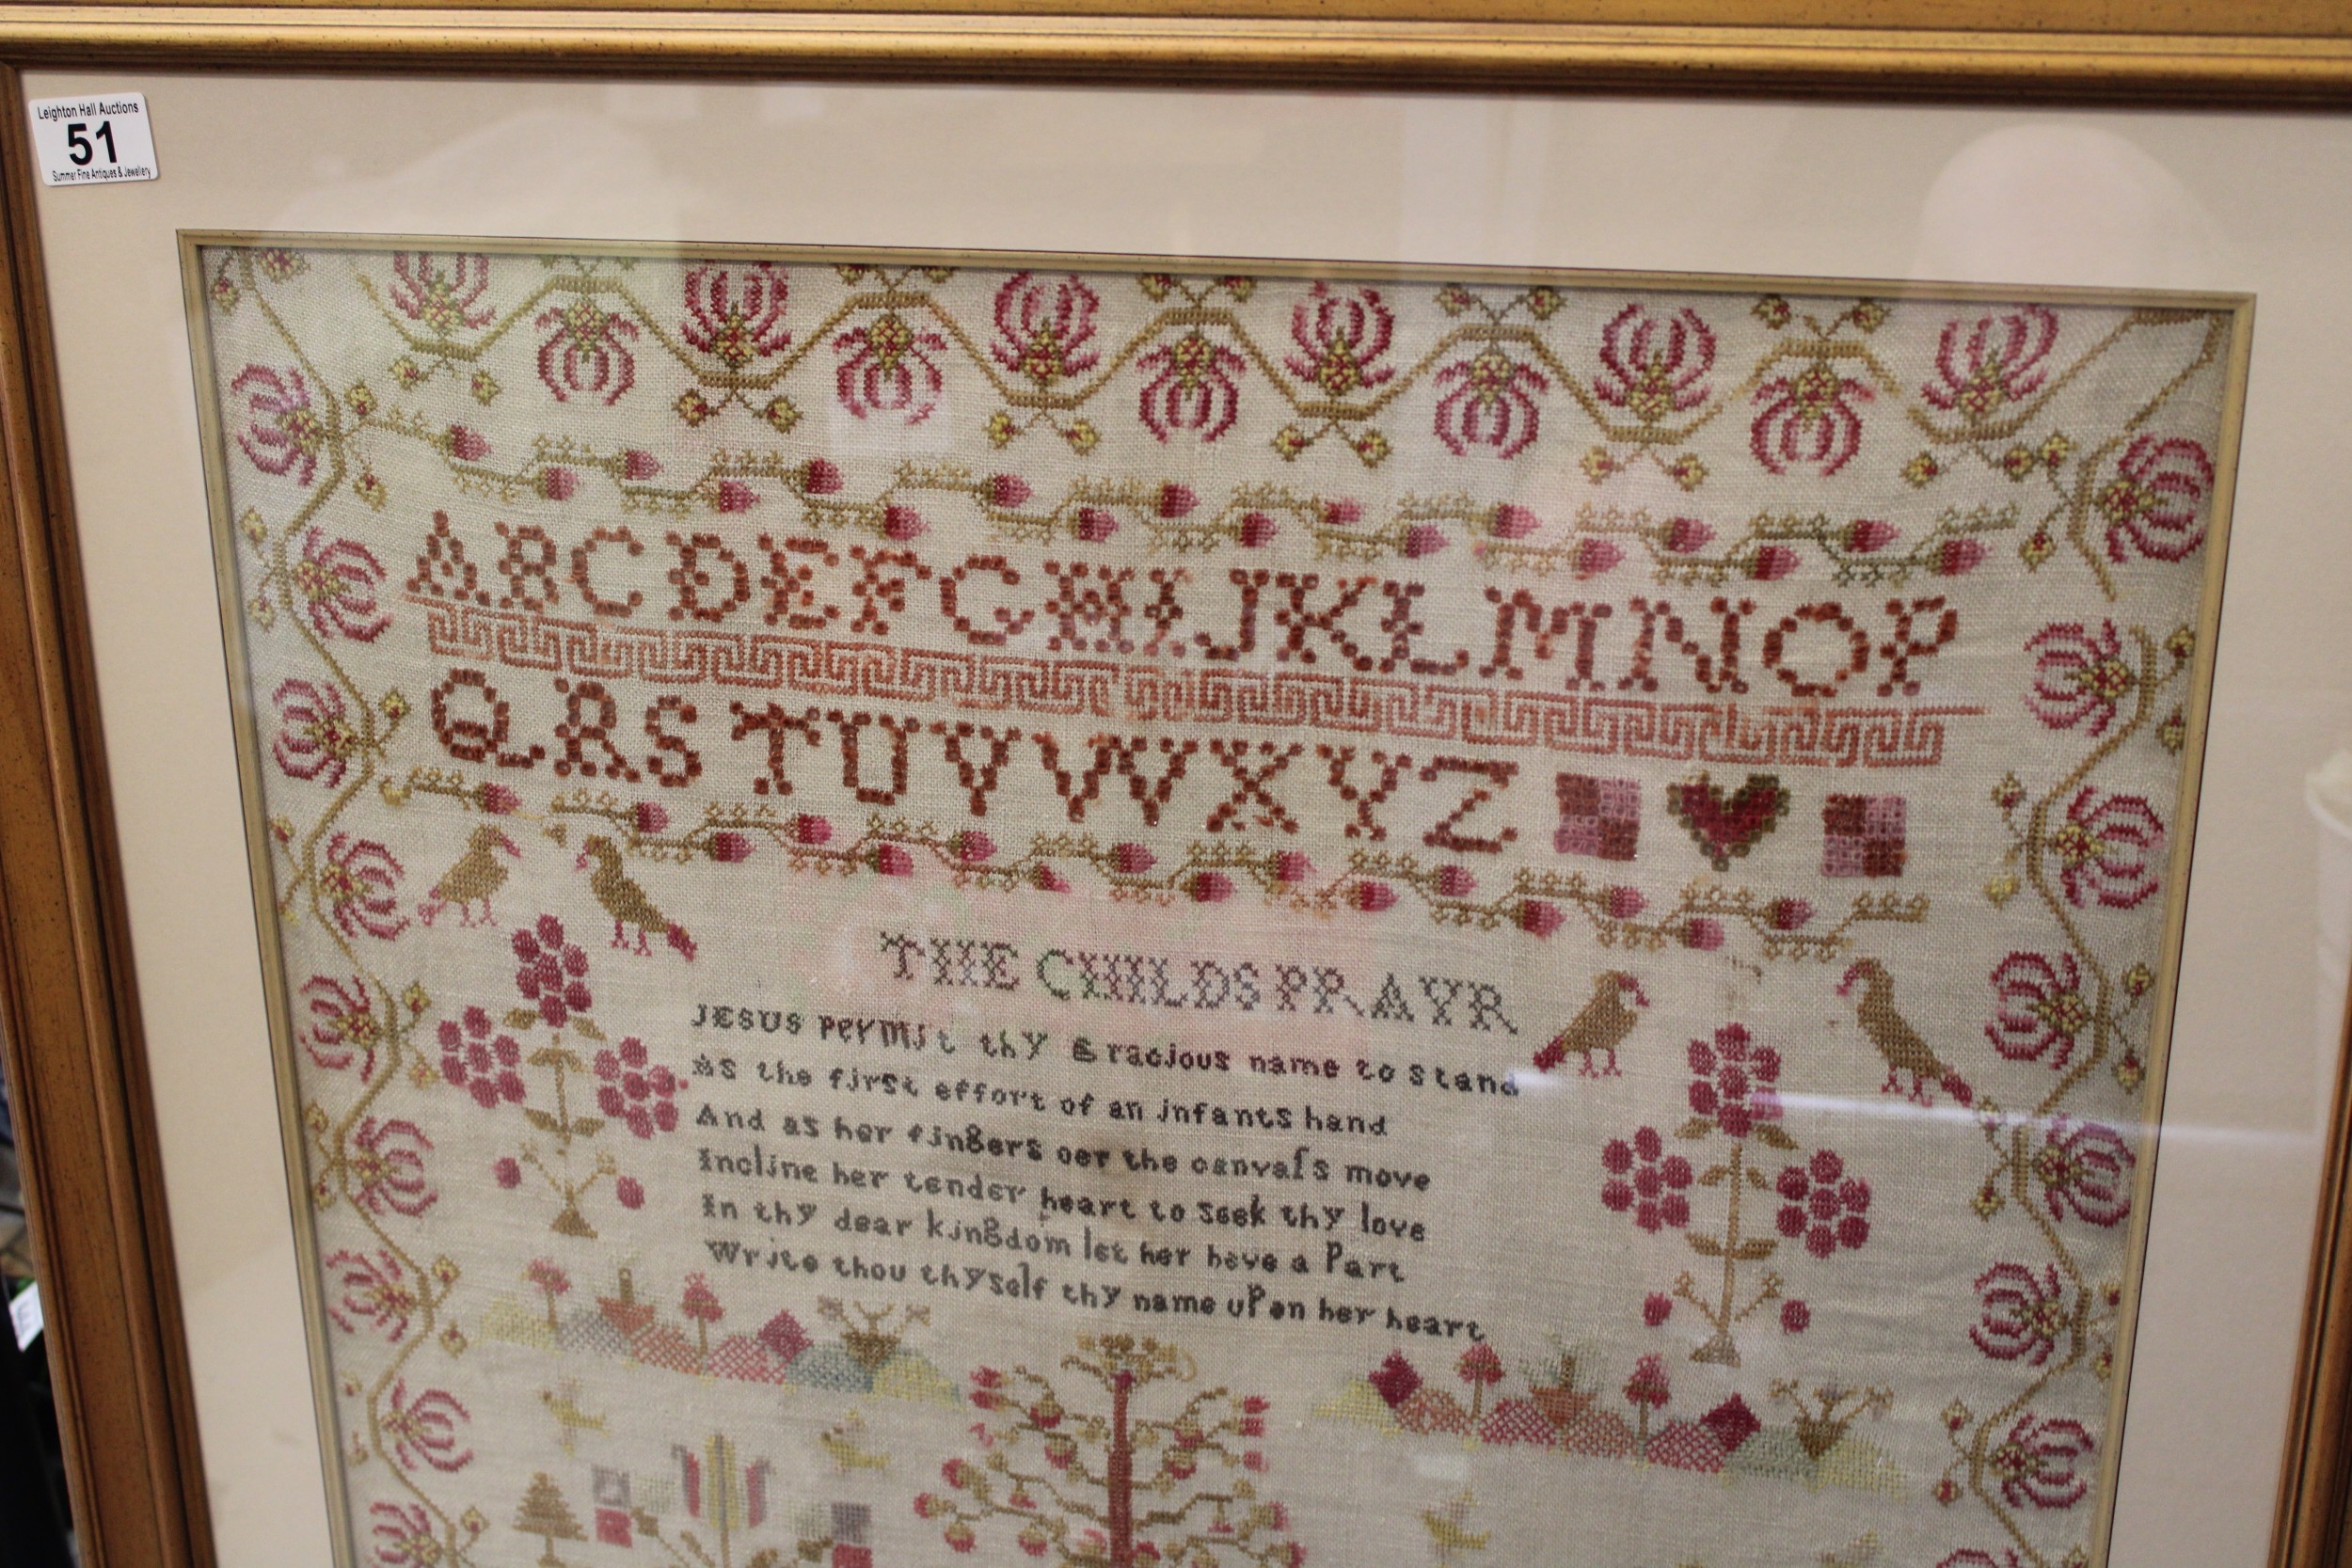 Leighton Hall Auctions
51
Summer Fine Antiques & Jewellery
ABCDEFGHIJKLMNOP
QRSTUVWXYZ
THE CHILDS PRAYR
JESUS Permit thy Gracious name to stand
As the first effort of an infants hand
And as her fingers oer the canvaſs move
Incline her tender heart to seek thy love
In thy dear kingdom let her have a Part
Write thou thyself thy name upon her heart